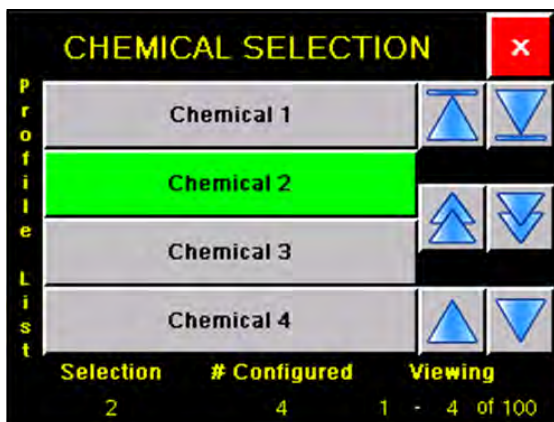 CHEMICAL SELECTION x
Profile List
Chemical 1
Chemical 2
Chemical 3
Chemical 4
Selection # Configured Viewing
2 4 1 - 4 of 100